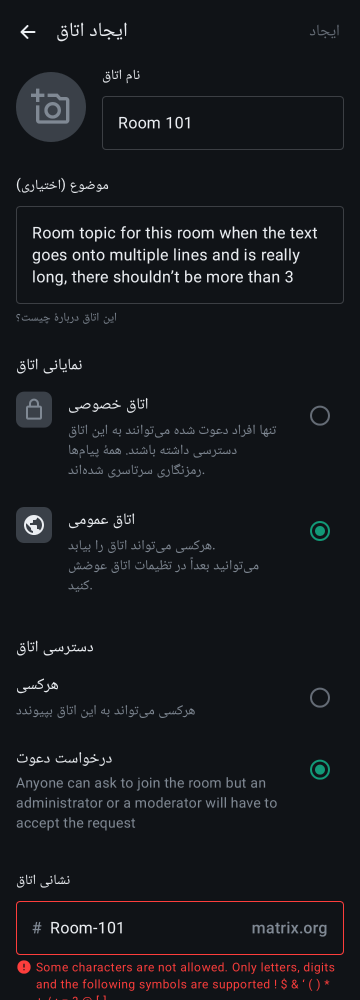 ایجاد اتاق
ایجاد
نام اتاق
Room 101
موضوع (اختیاری)
Room topic for this room when the text
goes onto multiple lines and is really
long, there shouldn’t be more than 3
این اتاق دربارهٔ چیست؟
نمایانی اتاق
اتاق خصوصی
تنها افراد دعوت شده می‌توانند به این اتاق
دسترسی داشته باشند. همهٔ پیام‌ها
رمزنگاری سرتاسری شده‌اند.
اتاق عمومی
هرکسی می‌تواند اتاق را بیابد.
می‌توانید بعداً در تظیمات اتاق عوضش
کنید.
دسترسی اتاق
هرکسی
هرکسی می‌تواند به این اتاق بپیوندد
درخواست دعوت
Anyone can ask to join the room but an
administrator or a moderator will have to
accept the request
نشانی اتاق
# Room-101 matrix.org
Some characters are not allowed. Only letters, digits
and the following symbols are supported ! $ & ‘ ( ) *